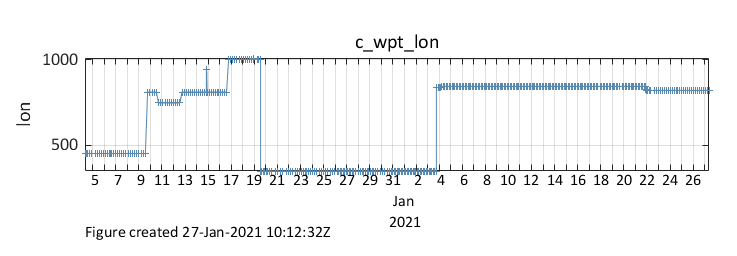 c_wpt_lon
1000
500
lon
5 7 9 11 13 15 17 19 21 23 25 27 29 31 2 4 6 8 10 12 14 16 18 20 22 24 26
Jan
2021
Figure created 27-Jan-2021 10:12:32Z